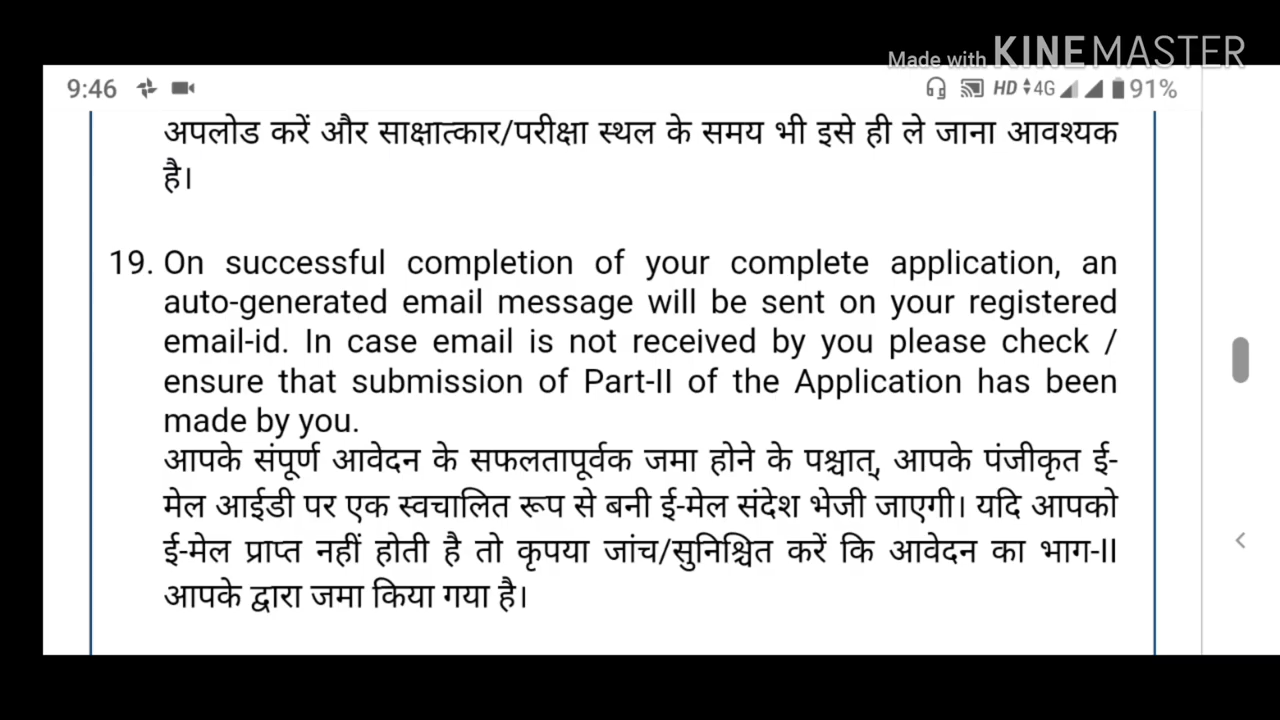 Made with KINEMASTER
9:46 HD 4G 91%
अपलोड करें और साक्षात्कार/परीक्षा स्थल के समय भी इसे ही ले जाना आवश्यक
है।
19. On successful completion of your complete application, an
auto-generated email message will be sent on your registered
email-id. In case email is not received by you please check /
ensure that submission of Part-II of the Application has been
made by you.
आपके संपूर्ण आवेदन के सफलतापूर्वक जमा होने के पश्चात्, आपके पंजीकृत ई-
मेल आईडी पर एक स्वचालित रूप से बनी ई-मेल संदेश भेजी जाएगी। यदि आपको
ई-मेल प्राप्त नहीं होती है तो कृपया जांच/सुनिश्चित करें कि आवेदन का भाग-II
आपके द्वारा जमा किया गया है।